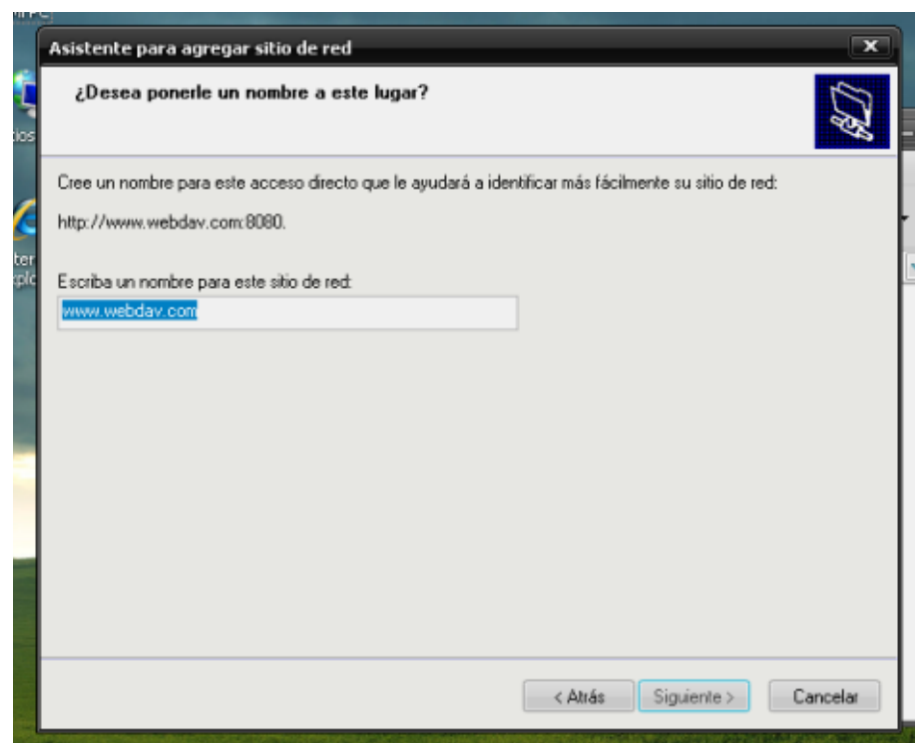 Mi PC
Asistente para agregar sitio de red
¿Desea ponerle un nombre a este lugar?
Cree un nombre para este acceso directo que le ayudará a identificar más fácilmente su sitio de red:
http://www.webdav.com:8080.
Escriba un nombre para este sitio de red:
www.webdav.com
< Atrás
Siguiente >
Cancelar